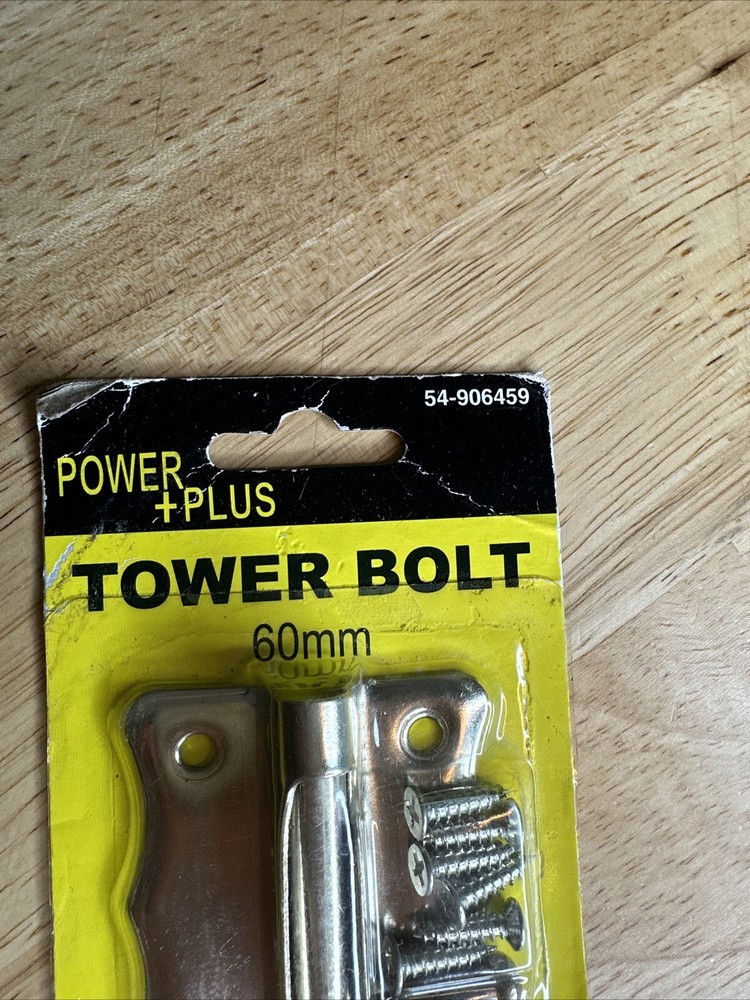 54-906459
POWER
+PLUS
TOWER BOLT
60mm